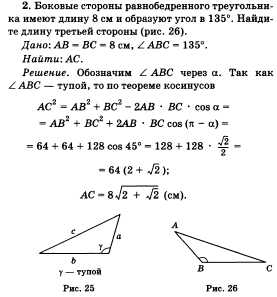 2. Боковые стороны равнобедренного треугольни-
ка имеют длину 8 см и образуют угол в 135°. Най-
дите длину третьей стороны (рис. 26).
Дано: AB = BC = 8 см, ∠ ABC = 135°.
Найти: AC.
Решение. Обозначим ∠ ABC через α. Так как
∠ ABC — тупой, то по теореме косинусов
AC² = AB² + BC² − 2AB · BC · cos α =
= AB² + BC² + 2AB · BC cos (π − α) =
= 64 + 64 + 128 cos 45° = 128 + 128 · √2/2 =
= 64 (2 + √2);
AC = 8√(2 + √2) (см).
c
a
γ
b
γ — тупой
Рис. 25
A
B
C
Рис. 26